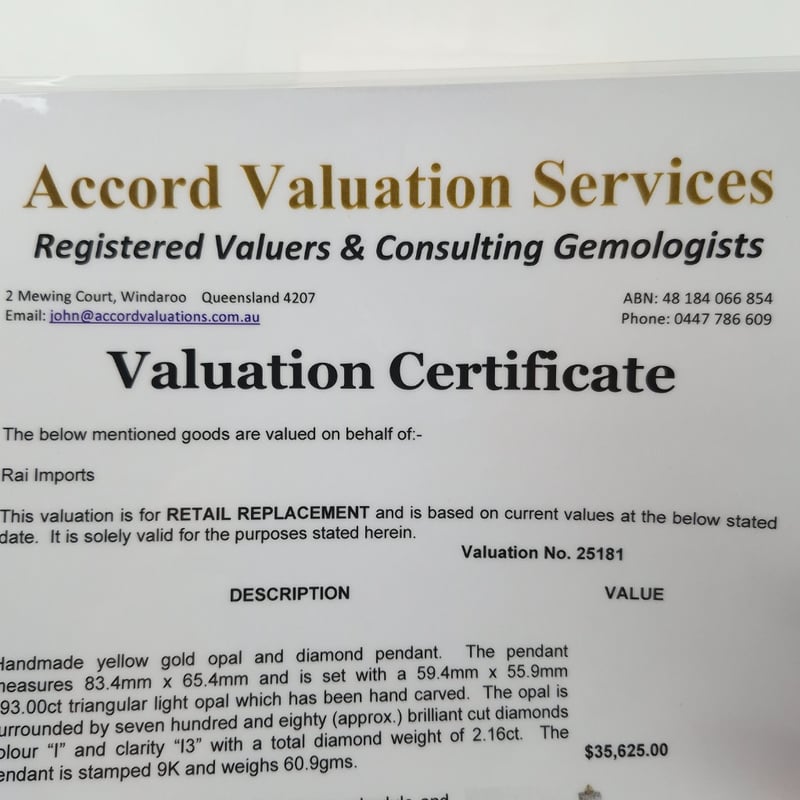 Accord Valuation Services
Registered Valuers & Consulting Gemologists
2 Mewing Court, Windaroo Queensland 4207
ABN: 48 184 066 854
Email: john@accordvaluations.com.au
Phone: 0447 786 609
Valuation Certificate
The below mentioned goods are valued on behalf of:-
Rai Imports
This valuation is for RETAIL REPLACEMENT and is based on current values at the below stated
date. It is solely valid for the purposes stated herein.
Valuation No. 25181
DESCRIPTION VALUE
Handmade yellow gold opal and diamond pendant. The pendant
measures 83.4mm x 65.4mm and is set with a 59.4mm x 55.9mm
93.00ct triangular light opal which has been hand carved. The opal is
urrounded by seven hundred and eighty (approx.) brilliant cut diamonds
olour "I" and clarity "I3" with a total diamond weight of 2.16ct. The
endant is stamped 9K and weighs 60.9gms.
$35,625.00
and